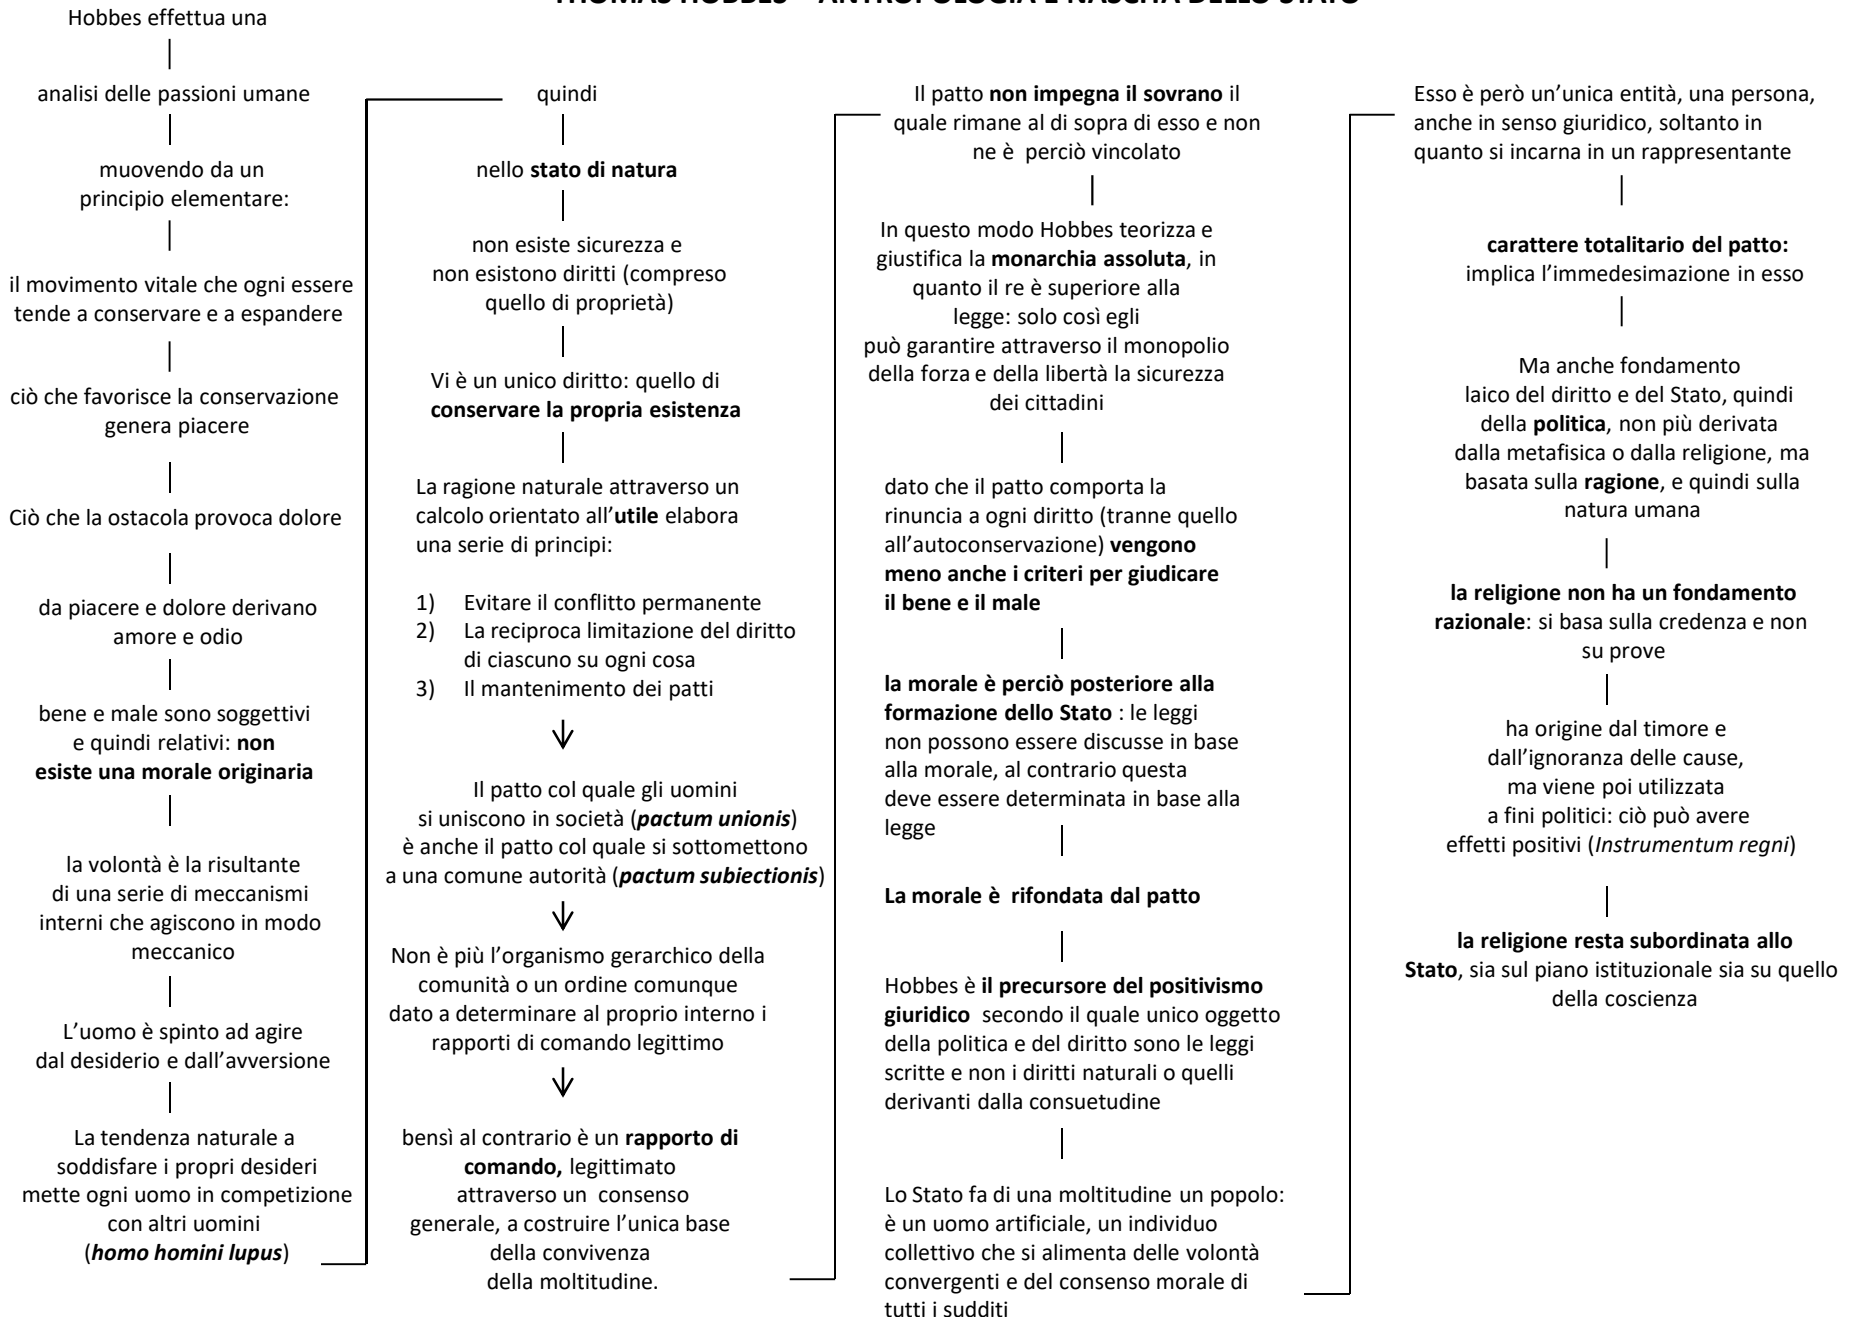 THOMAS HOBBES – ANTROPOLOGIA E NASCITA DELLO STATO
Hobbes effettua una
analisi delle passioni umane
muovendo da un
principio elementare:
il movimento vitale che ogni essere
tende a conservare e a espandere
ciò che favorisce la conservazione
genera piacere
Ciò che la ostacola provoca dolore
da piacere e dolore derivano
amore e odio
bene e male sono soggettivi
e quindi relativi: non
esiste una morale originaria
la volontà è la risultante
di una serie di meccanismi
interni che agiscono in modo
meccanico
L’uomo è spinto ad agire
dal desiderio e dall’avversione
La tendenza naturale a
soddisfare i propri desideri
mette ogni uomo in competizione
con altri uomini
(homo homini lupus)
quindi
nello stato di natura
non esiste sicurezza e
non esistono diritti (compreso
quello di proprietà)
Vi è un unico diritto: quello di
conservare la propria esistenza
La ragione naturale attraverso un
calcolo orientato all’utile elabora
una serie di principi:
1) Evitare il conflitto permanente
2) La reciproca limitazione del diritto
di ciascuno su ogni cosa
3) Il mantenimento dei patti
Il patto col quale gli uomini
si uniscono in società (pactum unionis)
è anche il patto col quale si sottomettono
a una comune autorità (pactum subiectionis)
Non è più l’organismo gerarchico della
comunità o un ordine comunque
dato a determinare al proprio interno i
rapporti di comando legittimo
bensì al contrario è un rapporto di
comando, legittimato
attraverso un consenso
generale, a costruire l’unica base
della convivenza
della moltitudine.
Il patto non impegna il sovrano il
quale rimane al di sopra di esso e non
ne è perciò vincolato
In questo modo Hobbes teorizza e
giustifica la monarchia assoluta, in
quanto il re è superiore alla
legge: solo così egli
può garantire attraverso il monopolio
della forza e della libertà la sicurezza
dei cittadini
dato che il patto comporta la
rinuncia a ogni diritto (tranne quello
all’autoconservazione) vengono
meno anche i criteri per giudicare
il bene e il male
la morale è perciò posteriore alla
formazione dello Stato : le leggi
non possono essere discusse in base
alla morale, al contrario questa
deve essere determinata in base alla
legge
La morale è rifondata dal patto
Hobbes è il precursore del positivismo
giuridico secondo il quale unico oggetto
della politica e del diritto sono le leggi
scritte e non i diritti naturali o quelli
derivanti dalla consuetudine
Lo Stato fa di una moltitudine un popolo:
è un uomo artificiale, un individuo
collettivo che si alimenta delle volontà
convergenti e del consenso morale di
tutti i sudditi
Esso è però un’unica entità, una persona,
anche in senso giuridico, soltanto in
quanto si incarna in un rappresentante
carattere totalitario del patto:
implica l’immedesimazione in esso
Ma anche fondamento
laico del diritto e del Stato, quindi
della politica, non più derivata
dalla metafisica o dalla religione, ma
basata sulla ragione, e quindi sulla
natura umana
la religione non ha un fondamento
razionale: si basa sulla credenza e non
su prove
ha origine dal timore e
dall’ignoranza delle cause,
ma viene poi utilizzata
a fini politici: ciò può avere
effetti positivi (Instrumentum regni)
la religione resta subordinata allo
Stato, sia sul piano istituzionale sia su quello
della coscienza